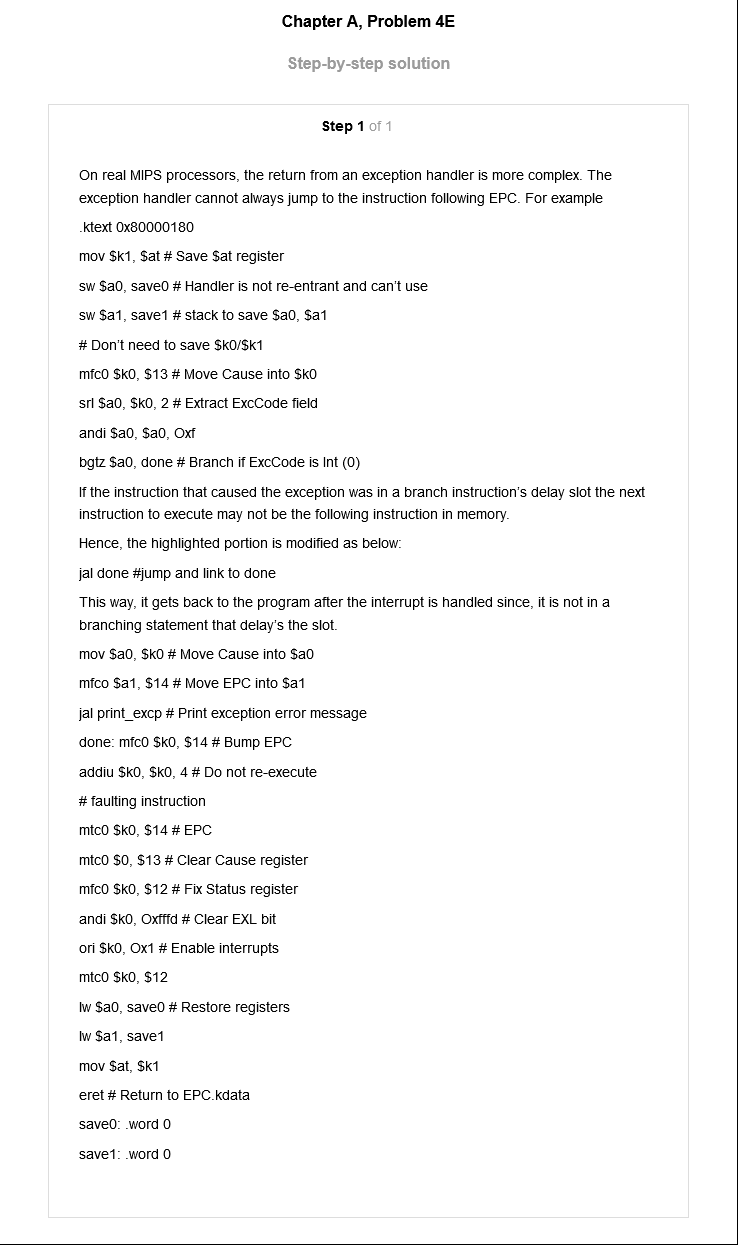 Chapter A, Problem 4E
Step-by-step solution
Step 1 of 1
On real MIPS processors, the return from an exception handler is more complex. The
exception handler cannot always jump to the instruction following EPC. For example
.ktext 0x80000180
mov $k1, $at # Save $at register
sw $a0, save0 # Handler is not re-entrant and can’t use
sw $a1, save1 # stack to save $a0, $a1
# Don’t need to save $k0/$k1
mfc0 $k0, $13 # Move Cause into $k0
srl $a0, $k0, 2 # Extract ExcCode field
andi $a0, $a0, Oxf
bgtz $a0, done # Branch if ExcCode is Int (0)
If the instruction that caused the exception was in a branch instruction’s delay slot the next
instruction to execute may not be the following instruction in memory.
Hence, the highlighted portion is modified as below:
jal done #jump and link to done
This way, it gets back to the program after the interrupt is handled since, it is not in a
branching statement that delay’s the slot.
mov $a0, $k0 # Move Cause into $a0
mfco $a1, $14 # Move EPC into $a1
jal print_excp # Print exception error message
done: mfc0 $k0, $14 # Bump EPC
addiu $k0, $k0, 4 # Do not re-execute
# faulting instruction
mtc0 $k0, $14 # EPC
mtc0 $0, $13 # Clear Cause register
mfc0 $k0, $12 # Fix Status register
andi $k0, Oxfffd # Clear EXL bit
ori $k0, Ox1 # Enable interrupts
mtc0 $k0, $12
lw $a0, save0 # Restore registers
lw $a1, save1
mov $at, $k1
eret # Return to EPC.kdata
save0: .word 0
save1: .word 0